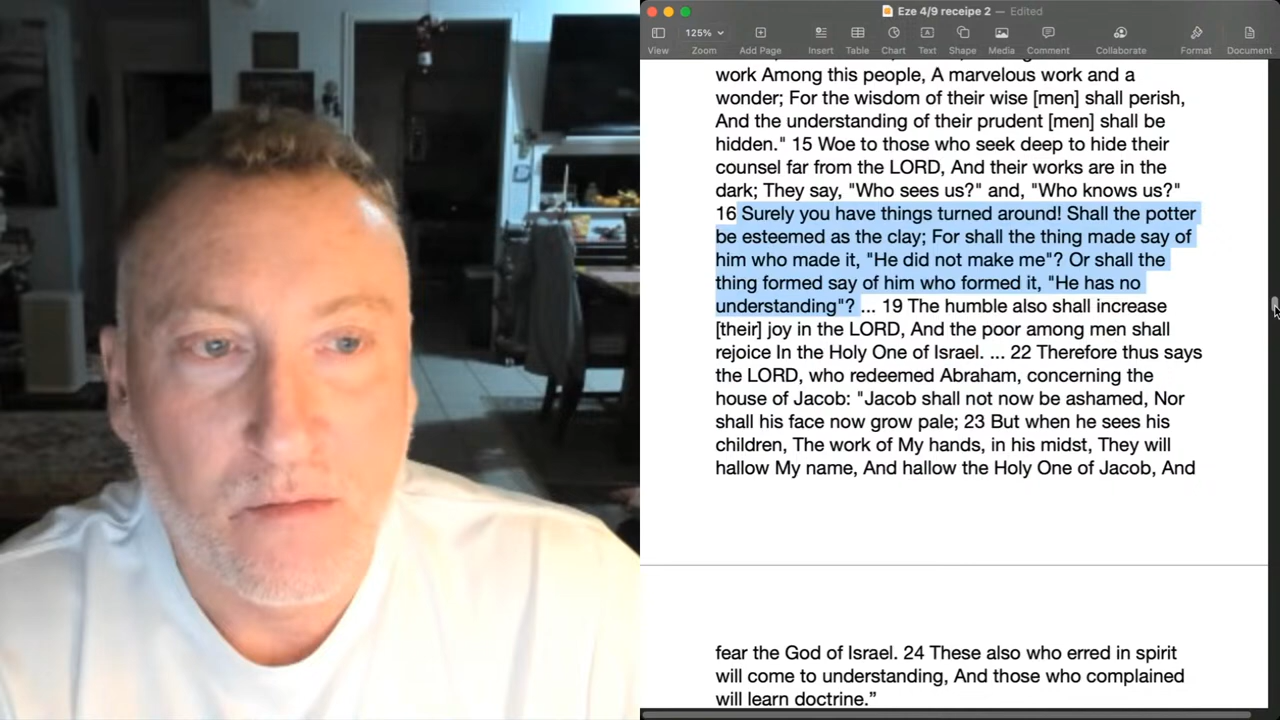 Eze 4/9 receipe 2 — Edited
125%
View Zoom Add Page Insert Table Chart Text Shape Media Comment Collaborate Format Document
work Among this people, A marvelous work and a
wonder; For the wisdom of their wise [men] shall perish,
And the understanding of their prudent [men] shall be
hidden." 15 Woe to those who seek deep to hide their
counsel far from the LORD, And their works are in the
dark; They say, "Who sees us?" and, "Who knows us?"
16 Surely you have things turned around! Shall the potter
be esteemed as the clay; For shall the thing made say of
him who made it, "He did not make me"? Or shall the
thing formed say of him who formed it, "He has no
understanding"? ... 19 The humble also shall increase
[their] joy in the LORD, And the poor among men shall
rejoice In the Holy One of Israel. ... 22 Therefore thus says
the LORD, who redeemed Abraham, concerning the
house of Jacob: "Jacob shall not now be ashamed, Nor
shall his face now grow pale; 23 But when he sees his
children, The work of My hands, in his midst, They will
hallow My name, And hallow the Holy One of Jacob, And
fear the God of Israel. 24 These also who erred in spirit
will come to understanding, And those who complained
will learn doctrine.”